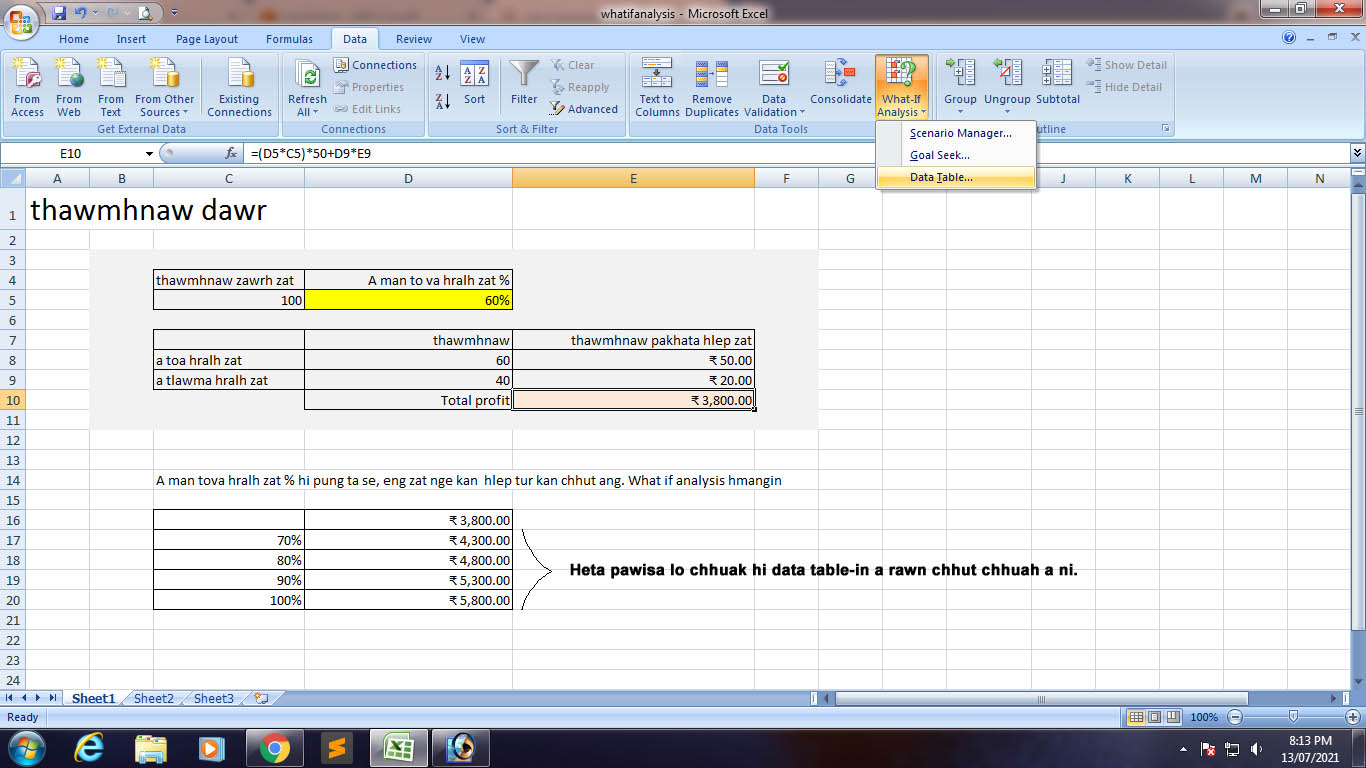 whatifanalysis - Microsoft Excel
Home Insert Page Layout Formulas Data Review View
From Access From Web From Text From Other Sources Existing Connections
Get External Data
Refresh All Connections Properties Edit Links
Connections
Sort Filter Clear Reapply Advanced
Sort & Filter
Text to Columns Remove Duplicates Data Validation Consolidate What-If Analysis
Data Tools
Group Ungroup Subtotal Show Detail Hide Detail
utline
Scenario Manager...
Goal Seek...
Data Table...
E10 fx =(D5*C5)*50+D9*E9
A B C D E F G J K L M N
1 thawmhnaw dawr
2
3
4 thawmhnaw zawrh zat A man to va hralh zat %
5 100 60%
6
7 thawmhnaw thawmhnaw pakhata hlep zat
8 a toa hralh zat 60 ₹ 50.00
9 a tlawma hralh zat 40 ₹ 20.00
10 Total profit ₹ 3,800.00
11
12
13
14 A man tova hralh zat % hi pung ta se, eng zat nge kan hlep tur kan chhut ang. What if analysis hmangin
15
16 ₹ 3,800.00
17 70% ₹ 4,300.00
18 80% ₹ 4,800.00
Heta pawisa lo chhuak hi data table-in a rawn chhut chhuah a ni.
19 90% ₹ 5,300.00
20 100% ₹ 5,800.00
21
22
23
24
Sheet1 Sheet2 Sheet3
Ready 100%
8:13 PM
13/07/2021